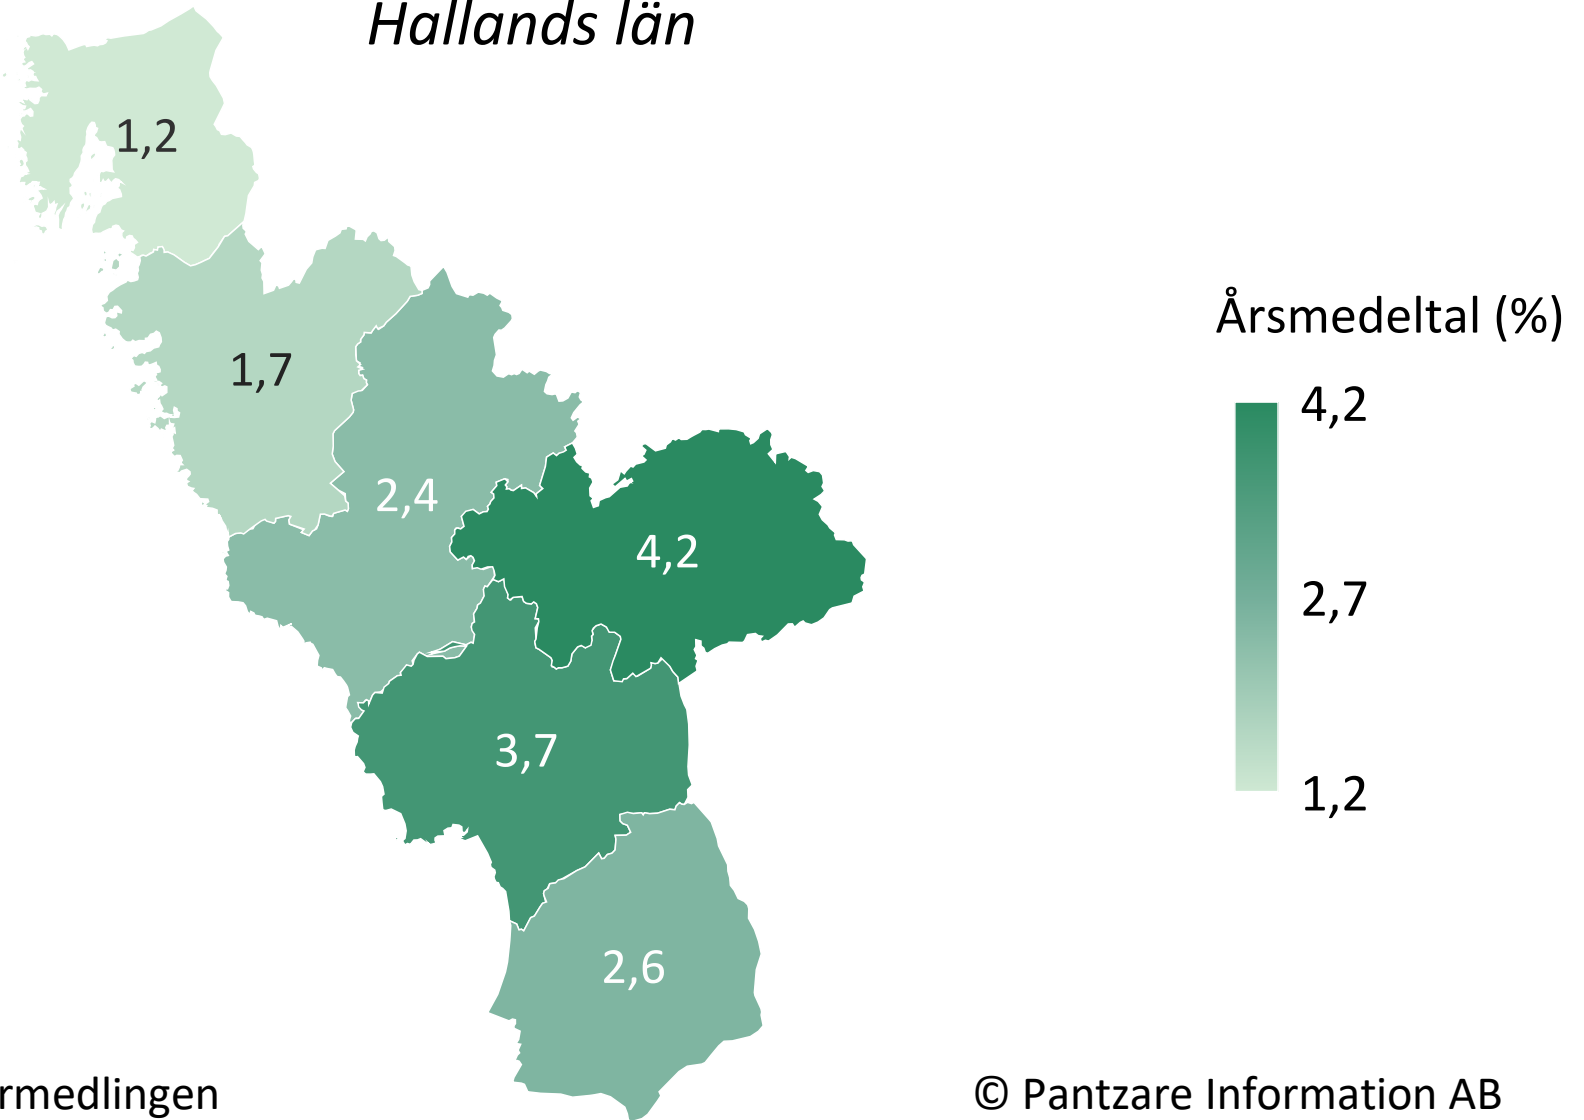 Hallands län
1,2
1,7
2,4
4,2
3,7
2,6
Årsmedeltal (%)
4,2
2,7
1,2
rmedlingen
© Pantzare Information AB